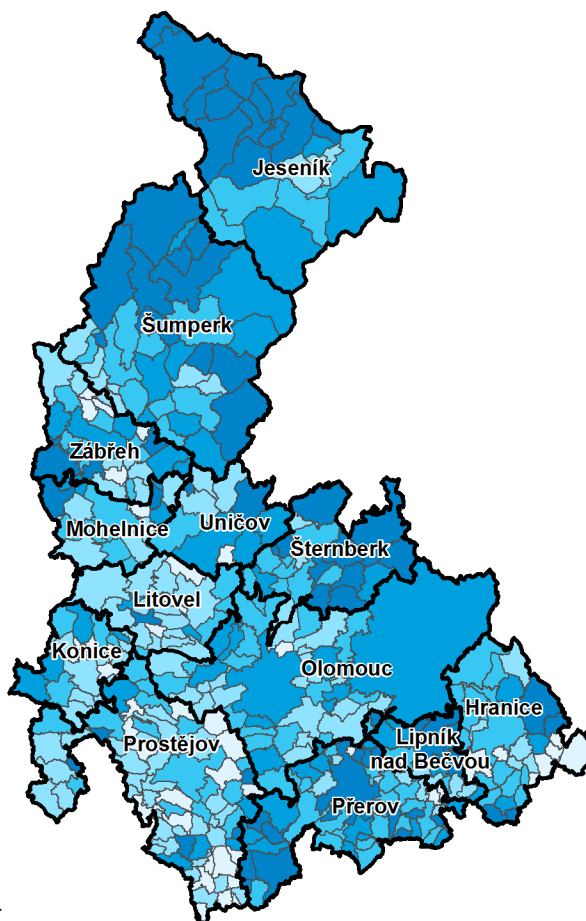 Jeseník
Šumperk
Zábřeh
Mohelnice
Uničov
Šternberk
Litovel
Konice
Olomouc
Hranice
Prostějov
Lipník
nad Bečvou
Přerov